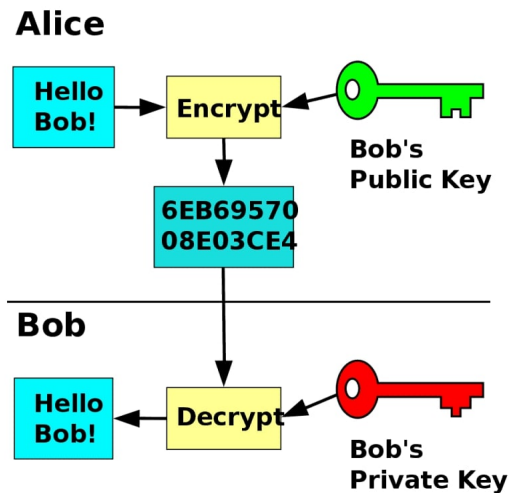 Alice
Hello
Bob!
Encrypt
Bob's
Public Key
6EB69570
08E03CE4
Bob
Hello
Bob!
Decrypt
Bob's
Private Key